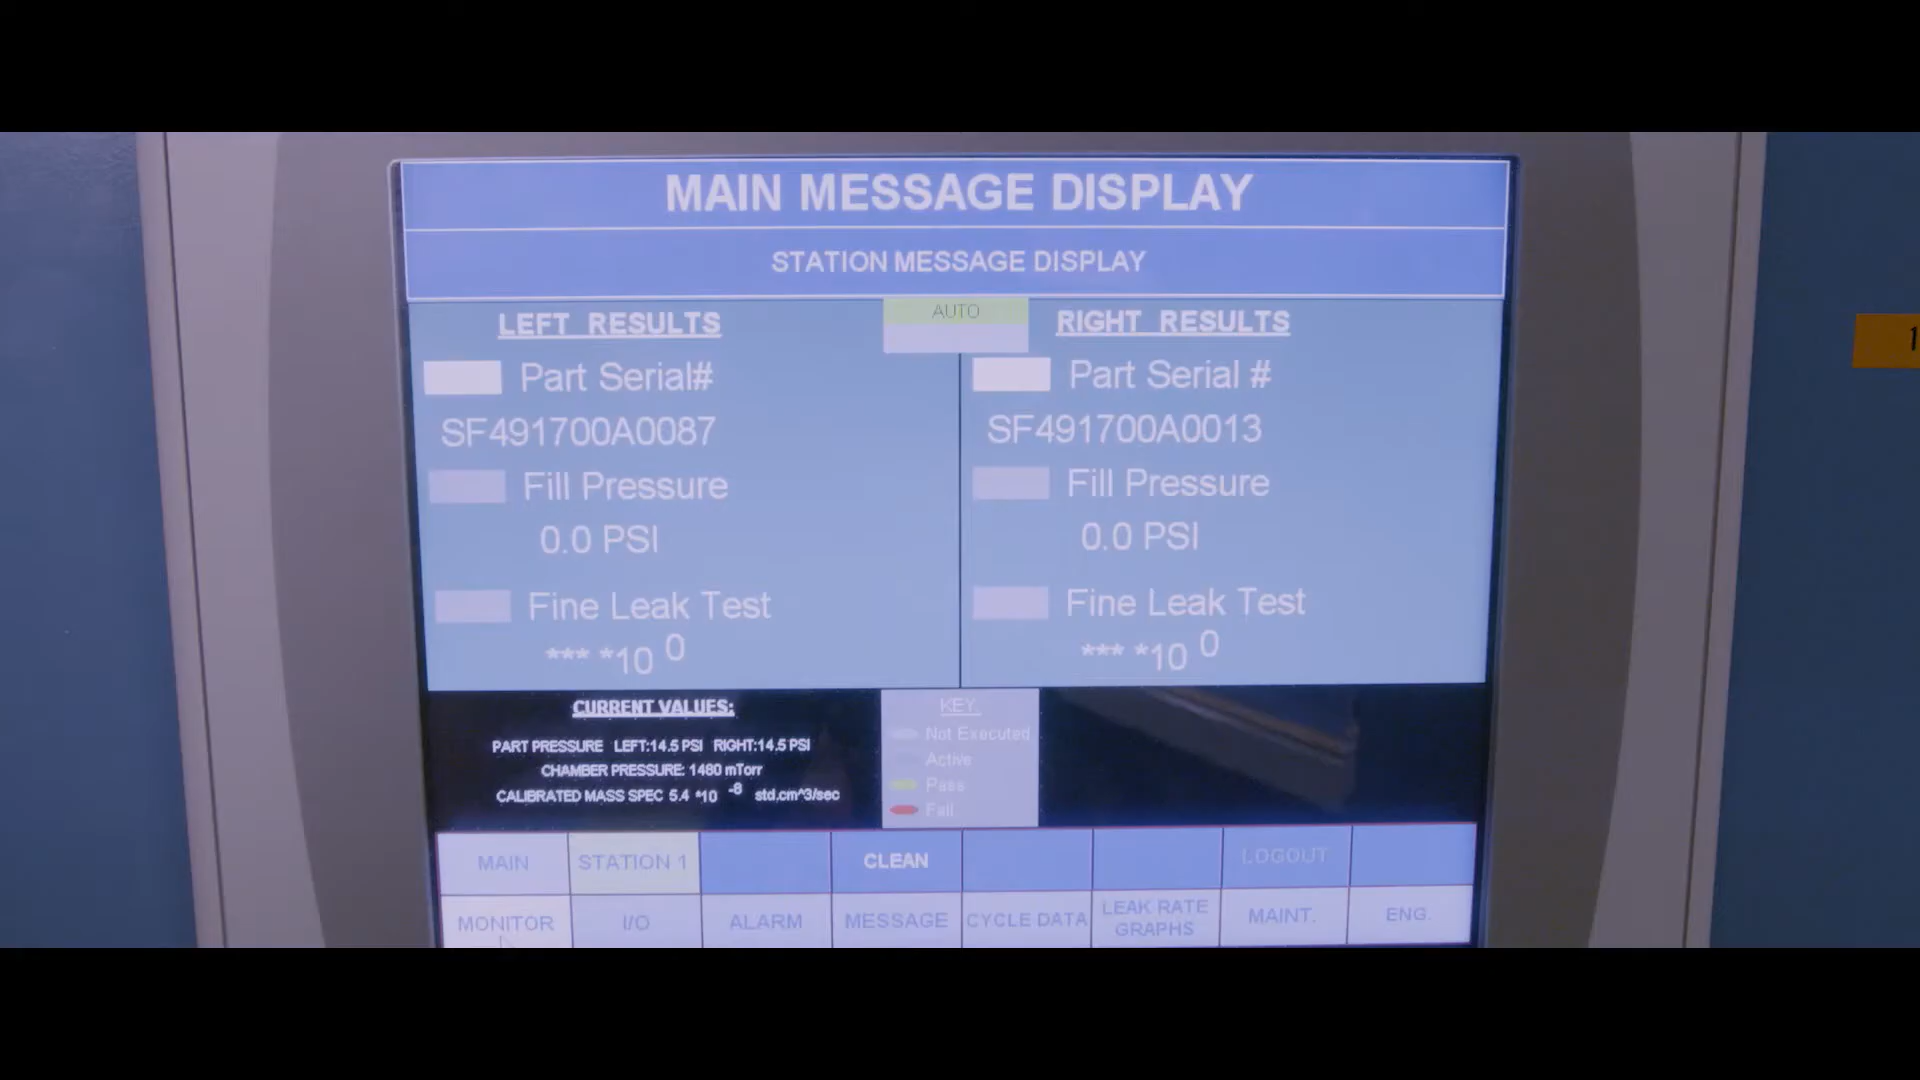 MAIN MESSAGE DISPLAY
STATION MESSAGE DISPLAY
AUTO
LEFT RESULTS
Part Serial#
SF491700A0087
Fill Pressure
0.0 PSI
Fine Leak Test
*** *10 0
RIGHT RESULTS
Part Serial #
SF491700A0013
Fill Pressure
0.0 PSI
Fine Leak Test
*** *10 0
CURRENT VALUES:
PART PRESSURE LEFT:14.5 PSI RIGHT:14.5 PSI
CHAMBER PRESSURE: 1480 mTorr
CALIBRATED MASS SPEC 5.4 *10 -8 std.cm^3/sec
KEY
Not Executed
Active
Pass
Fail
MAIN
STATION 1
CLEAN
LOGOUT
MONITOR
I/O
ALARM
MESSAGE
CYCLE DATA
LEAK RATE
GRAPHS
MAINT.
ENG.
1